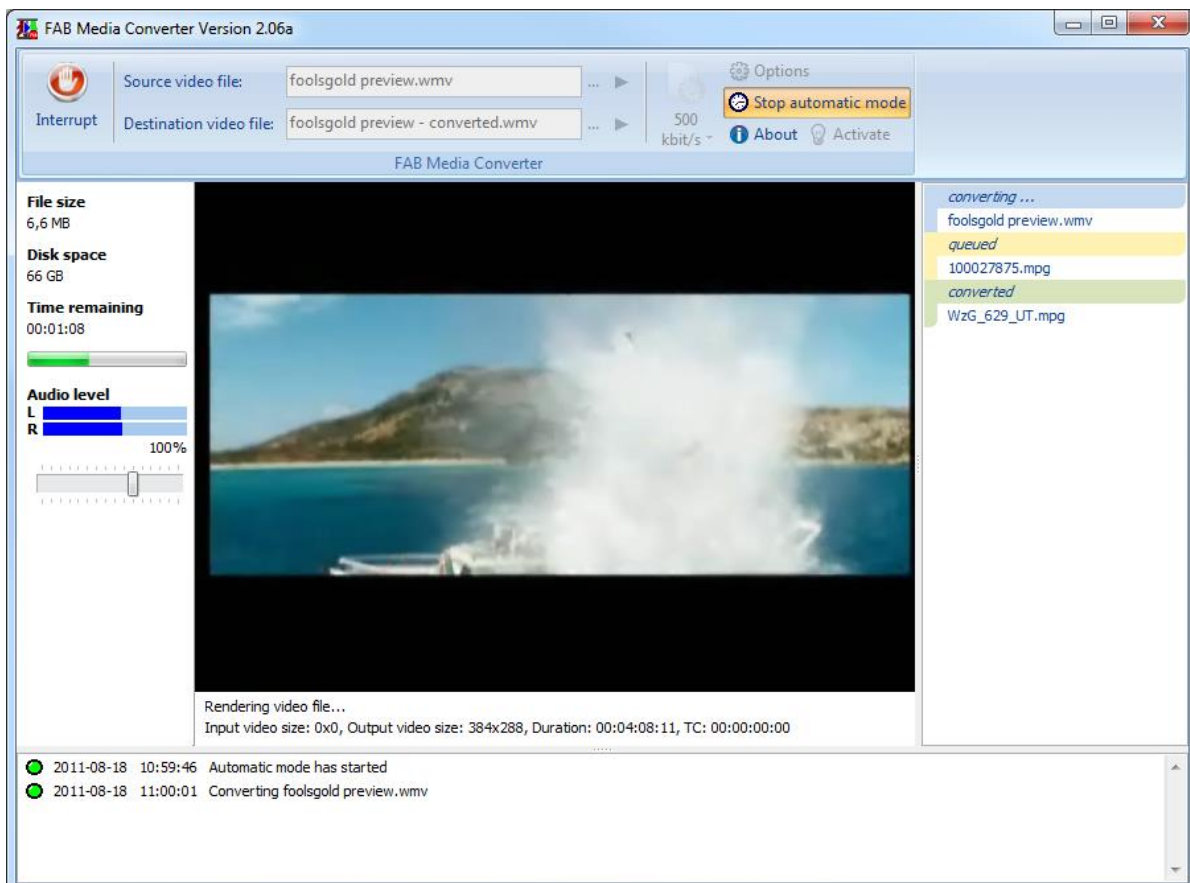 FAB Media Converter Version 2.06a
Interrupt
Source video file: foolsgold preview.wmv ...
Destination video file: foolsgold preview - converted.wmv ...
500
kbit/s
Options
Stop automatic mode
About Activate
FAB Media Converter
File size
6,6 MB
Disk space
66 GB
Time remaining
00:01:08
Audio level
L
R
100%
converting ...
foolsgold preview.wmv
queued
100027875.mpg
converted
WzG_629_UT.mpg
Rendering video file...
Input video size: 0x0, Output video size: 384x288, Duration: 00:04:08:11, TC: 00:00:00:00
2011-08-18 10:59:46 Automatic mode has started
2011-08-18 11:00:01 Converting foolsgold preview.wmv